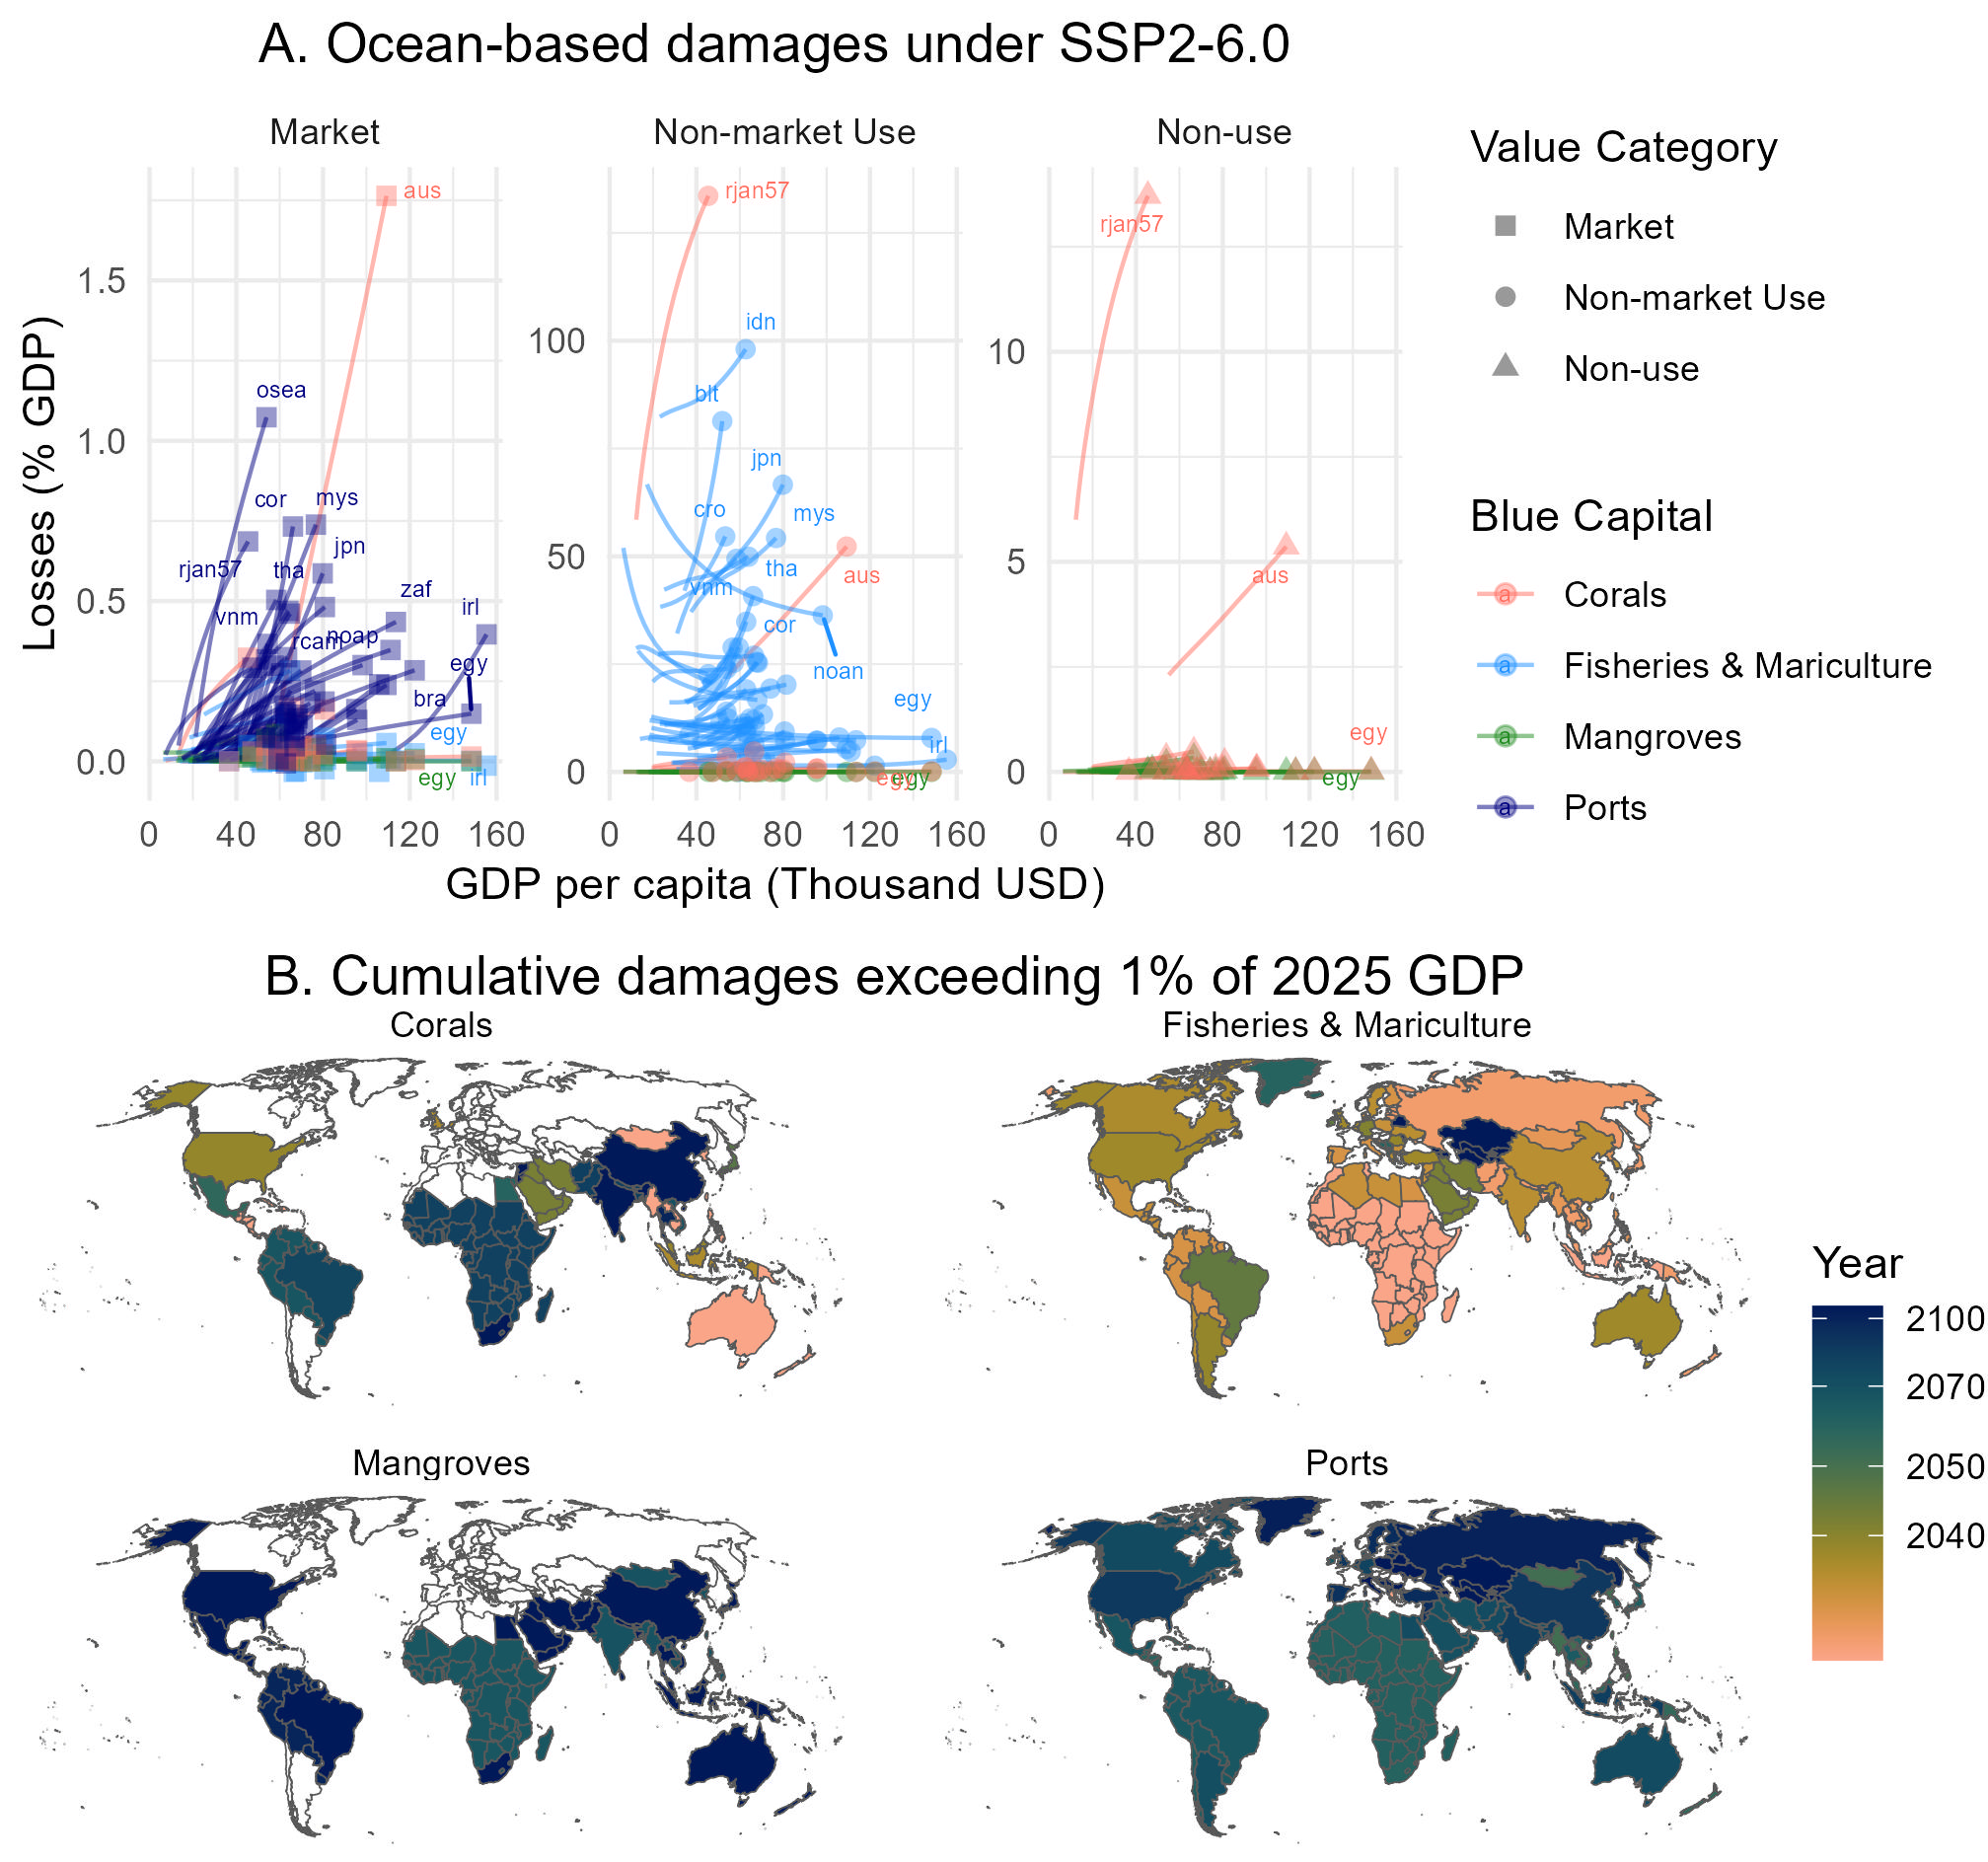 A. Ocean-based damages under SSP2-6.0
Market
Non-market Use
Non-use
Losses (% GDP)
1.5
1.0
0.5
0.0
aus
osea
cor
mys
jpn
rjan57
tha
zaf
vnm
irl
rcam
noap
egy
bra
egy
egy
irl
0
40
80
120
160
100
50
0
rjan57
idn
blt
jpn
cro
mys
tha
aus
vnm
cor
noan
egy
irl
egy
egy
0
40
80
120
160
10
5
0
rjan57
aus
egy
egy
0
40
80
120
160
GDP per capita (Thousand USD)
Value Category
Market
Non-market Use
Non-use
Blue Capital
a Corals
a Fisheries & Mariculture
a Mangroves
a Ports
B. Cumulative damages exceeding 1% of 2025 GDP
Corals
Fisheries & Mariculture
Mangroves
Ports
Year
2100
2070
2050
2040